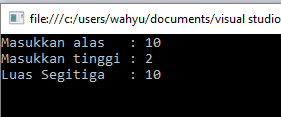 file:///c:/users/wahyu/documents/visual studio
Masukkan alas   : 10
Masukkan tinggi : 2
Luas Segitiga   : 10